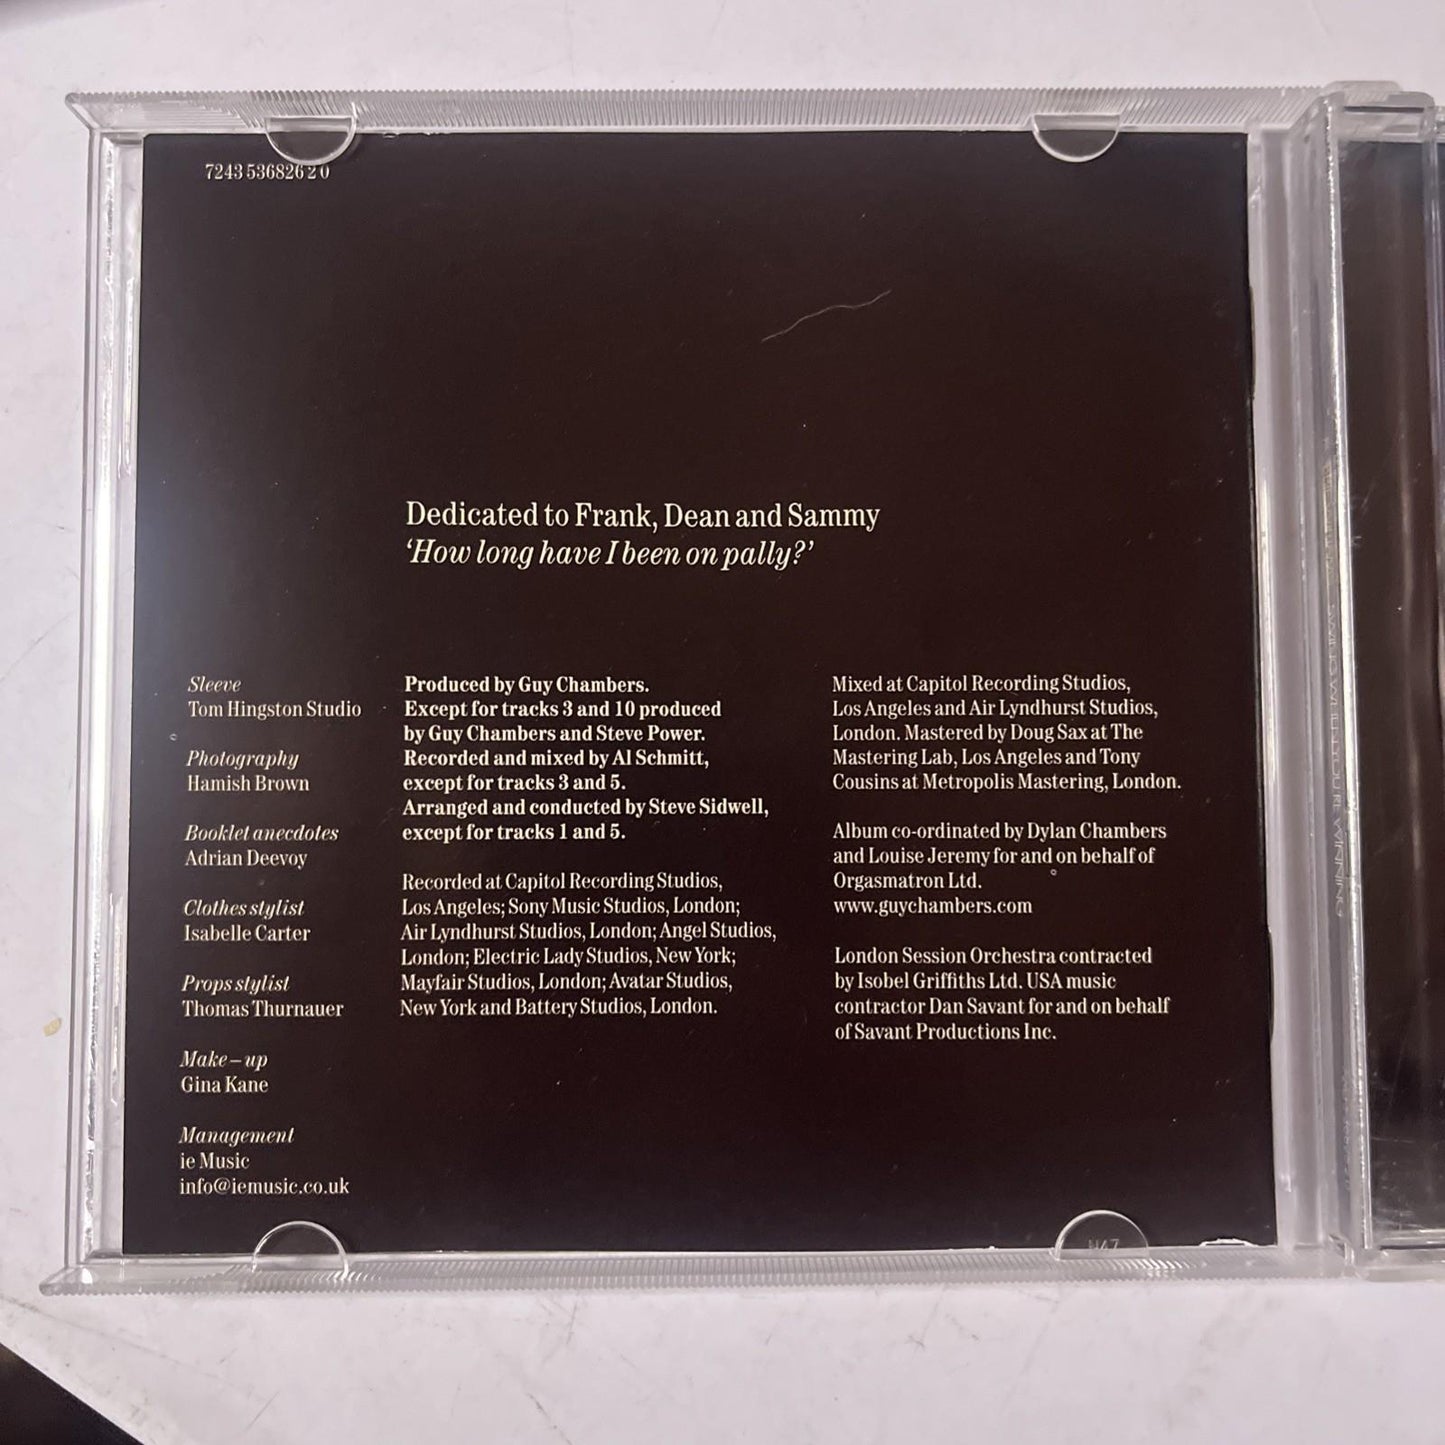 7243 536826 2 0
Dedicated to Frank, Dean and Sammy
‘How long have I been on pally?’
Sleeve
Tom Hingston Studio
Photography
Hamish Brown
Booklet anecdotes
Adrian Deevoy
Clothes stylist
Isabelle Carter
Props stylist
Thomas Thurnauer
Make–up
Gina Kane
Management
ie Music
info@iemusic.co.uk
Produced by Guy Chambers.
Except for tracks 3 and 10 produced
by Guy Chambers and Steve Power.
Recorded and mixed by Al Schmitt,
except for tracks 3 and 5.
Arranged and conducted by Steve Sidwell,
except for tracks 1 and 5.
Recorded at Capitol Recording Studios,
Los Angeles; Sony Music Studios, London;
Air Lyndhurst Studios, London; Angel Studios,
London; Electric Lady Studios, New York;
Mayfair Studios, London; Avatar Studios,
New York and Battery Studios, London.
Mixed at Capitol Recording Studios,
Los Angeles and Air Lyndhurst Studios,
London. Mastered by Doug Sax at The
Mastering Lab, Los Angeles and Tony
Cousins at Metropolis Mastering, London.
Album co-ordinated by Dylan Chambers
and Louise Jeremy for and on behalf of
Orgasmatron Ltd.
www.guychambers.com
London Session Orchestra contracted
by Isobel Griffiths Ltd. USA music
contractor Dan Savant for and on behalf
of Savant Productions Inc.